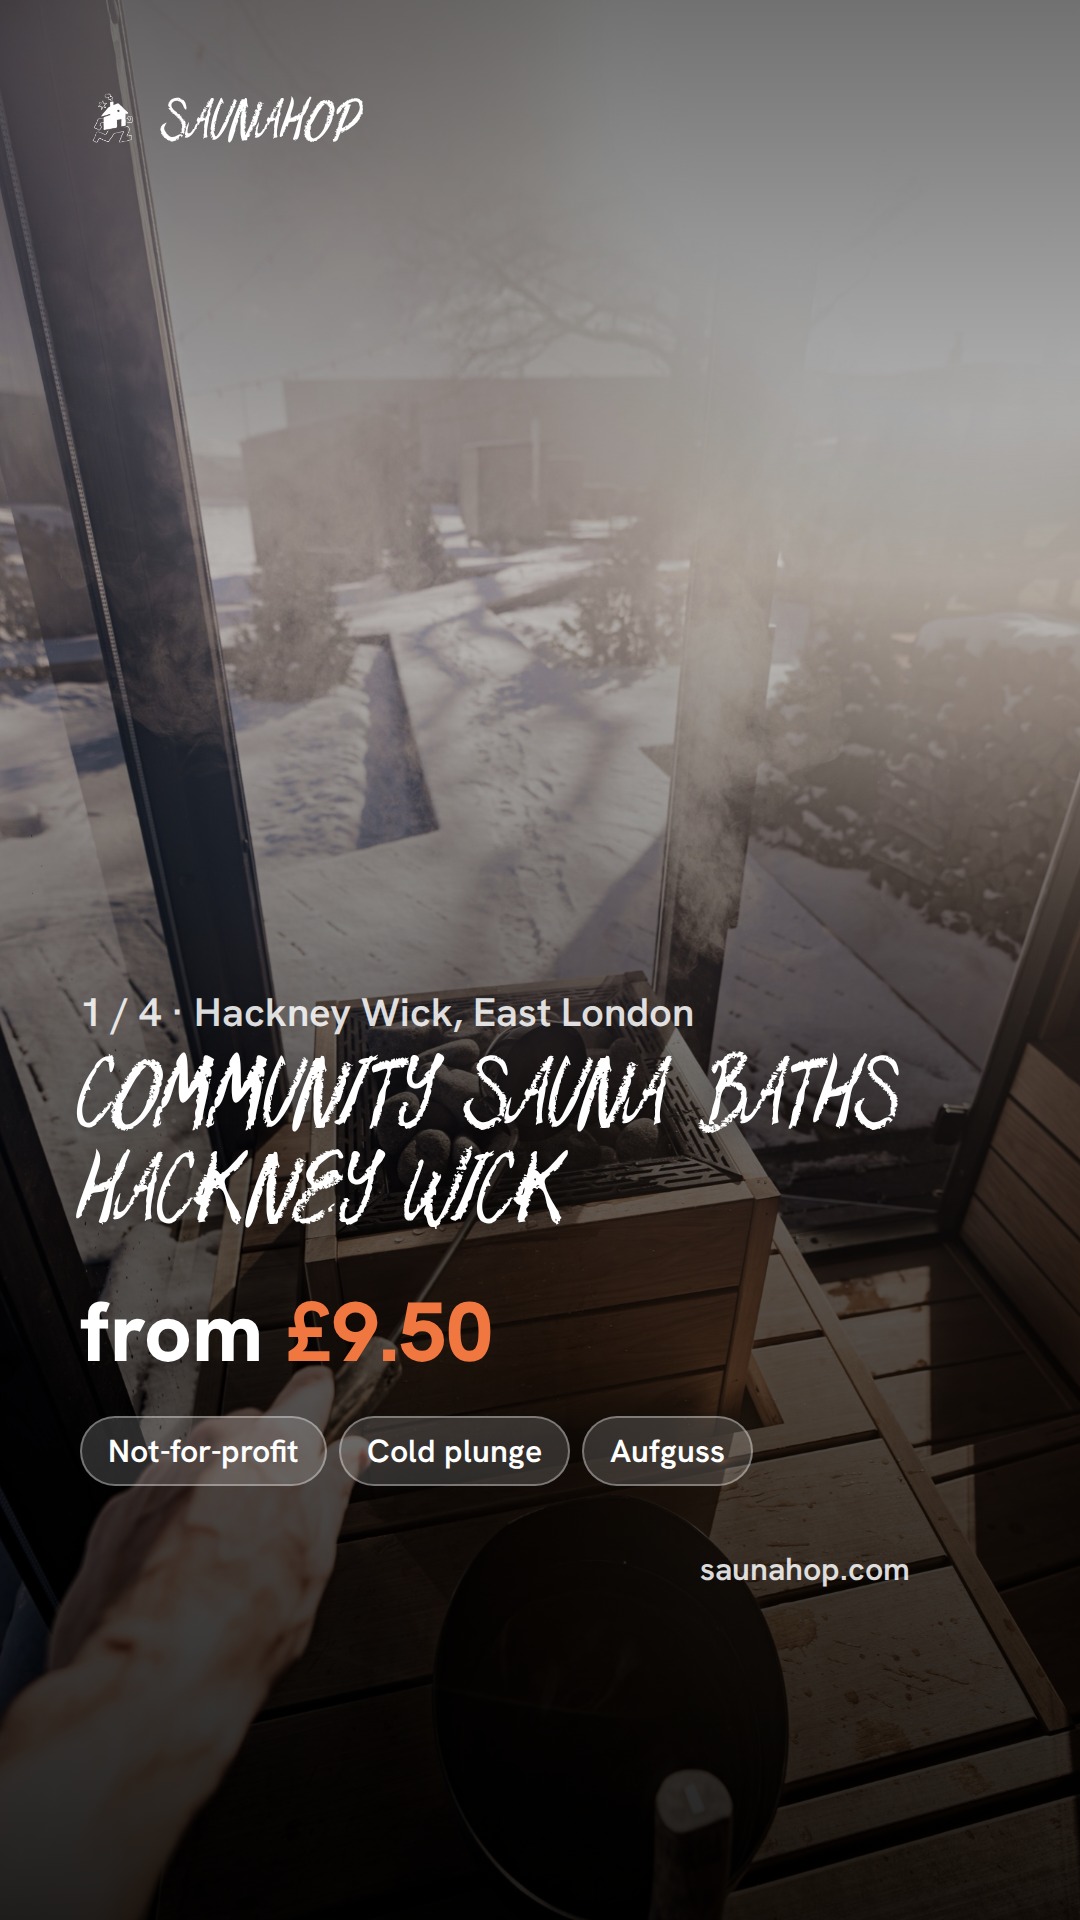 SAUNAHOP
1 / 4 · Hackney Wick, East London
COMMUNITY SAUNA BATHS
HACKNEY WICK
from £9.50
Not-for-profit
Cold plunge
Aufguss
saunahop.com